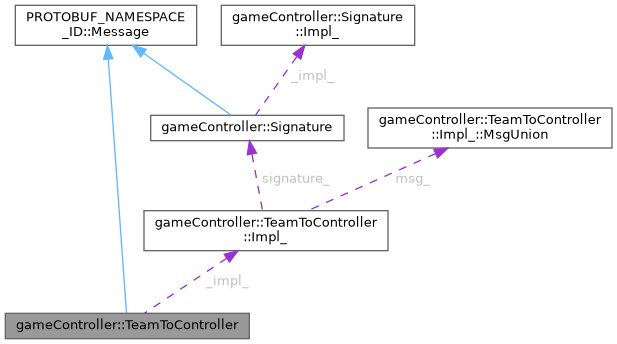 PROTOBUF_NAMESPACE
_ID::Message
gameController::Signature
::Impl_
_impl_
gameController::Signature
gameController::TeamToController
::Impl_::MsgUnion
signature_
msg_
gameController::TeamToController
::Impl_
_impl_
gameController::TeamToController